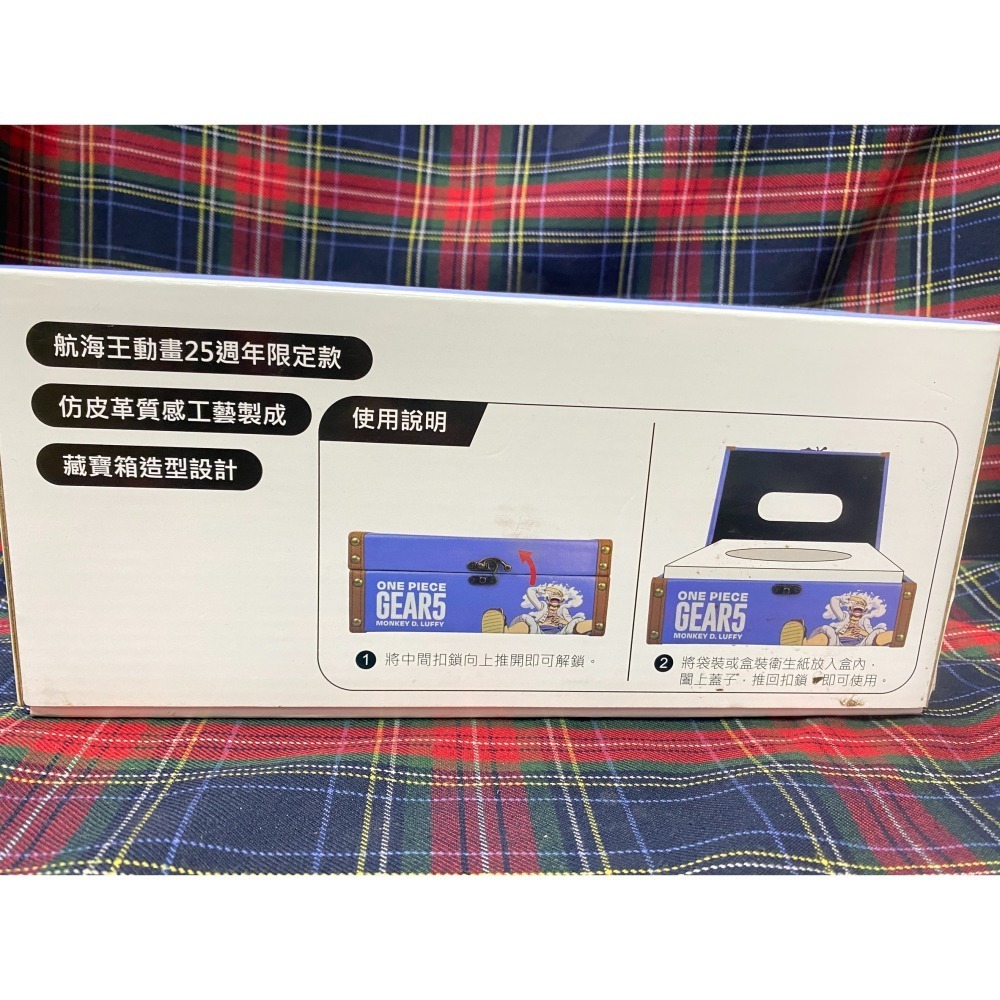 航海王動畫25週年限定款
仿皮革質感工藝製成
藏寶箱造型設計
使用說明
ONE PIECE
GEAR5
MONKEY D. LUFFY
1 將中間扣鎖向上推開即可解鎖。
ONE PIECE
GEAR5
MONKEY D. LUFFY
2 將袋裝或盒裝衛生紙放入盒內，
闔上蓋子，推回扣鎖，即可使用。